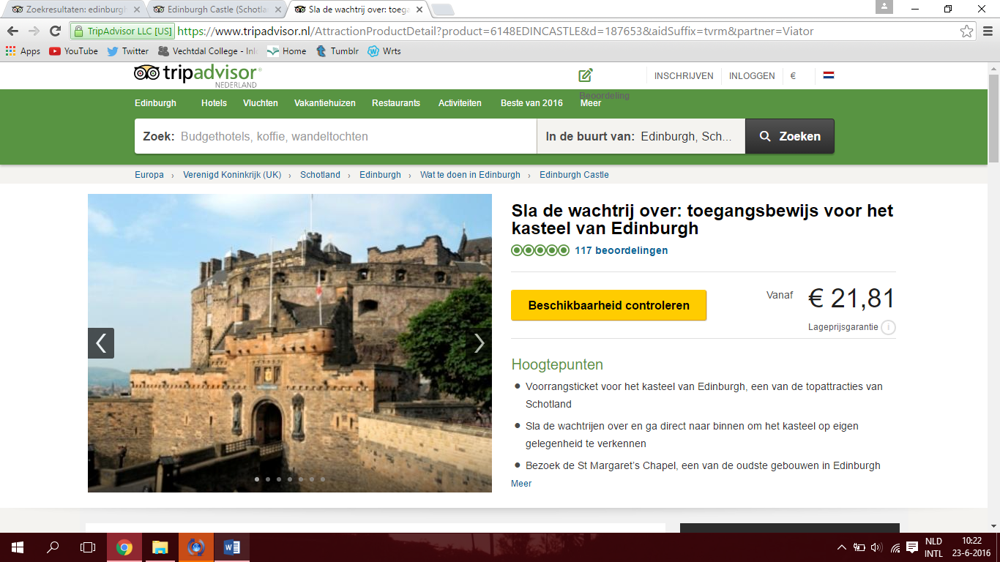 Zoekresultaten: edinburgh
Edinburgh Castle (Schotla
Sla de wachtrij over: toega
TripAdvisor LLC [US] https://www.tripadvisor.nl/AttractionProductDetail?product=6148EDINCASTLE&d=187653&aidSuffix=tvrm&partner=Viator
Apps YouTube Twitter Vechtdal College - Inl Home Tumblr Wrts
tripadvisor®
NEDERLAND
INSCHRIJVEN INLOGGEN €
Beoordeling
Edinburgh Hotels Vluchten Vakantiehuizen Restaurants Activiteiten Beste van 2016 Meer
Zoek: Budgethotels, koffie, wandeltochten In de buurt van: Edinburgh, Sch... Zoeken
Europa › Verenigd Koninkrijk (UK) › Schotland › Edinburgh › Wat te doen in Edinburgh › Edinburgh Castle
Sla de wachtrij over: toegangsbewijs voor het
kasteel van Edinburgh
117 beoordelingen
Beschikbaarheid controleren Vanaf € 21,81
Lageprijsgarantie i
Hoogtepunten
• Voorrangsticket voor het kasteel van Edinburgh, een van de topattracties van
Schotland
• Sla de wachtrijen over en ga direct naar binnen om het kasteel op eigen
gelegenheid te verkennen
• Bezoek de St Margaret's Chapel, een van de oudste gebouwen in Edinburgh
Meer
NLD 10:22
INTL 23-6-2016